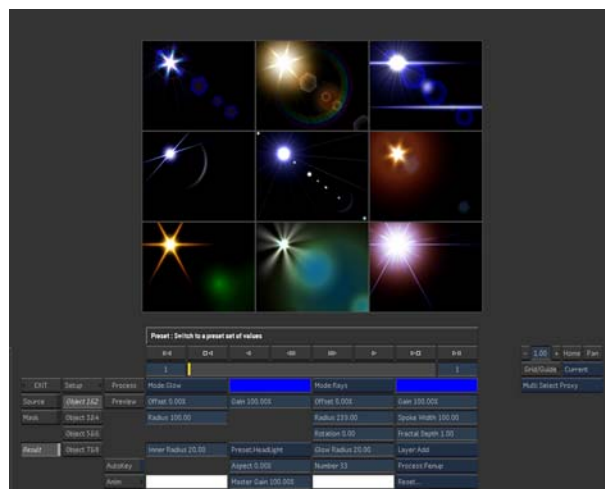 Preset : Switch to a preset set of values
1 1
- 1.00 + Home Pan
Grid/Guide Current
EXIT Setup Process Mode:Glow Mode:Rays Multi Select Proxy
Source Object 1&2 Preview Offset 0.00% Gain 100.00% Offset 0.00% Gain 100.00%
Mask Object 3&4 Radius 100.00 Radius 239.00 Spoke Width 100.00
Object 5&6 Rotation 0.00 Fractal Depth 1.00
Result Object 7&8 Inner Radius 20.00 Preset:HeadLight Glow Radius 20.00 Layer:Add
AutoKey Aspect 0.00% Number 33 Process Fenup
Anim Master Gain 100.00% Reset...